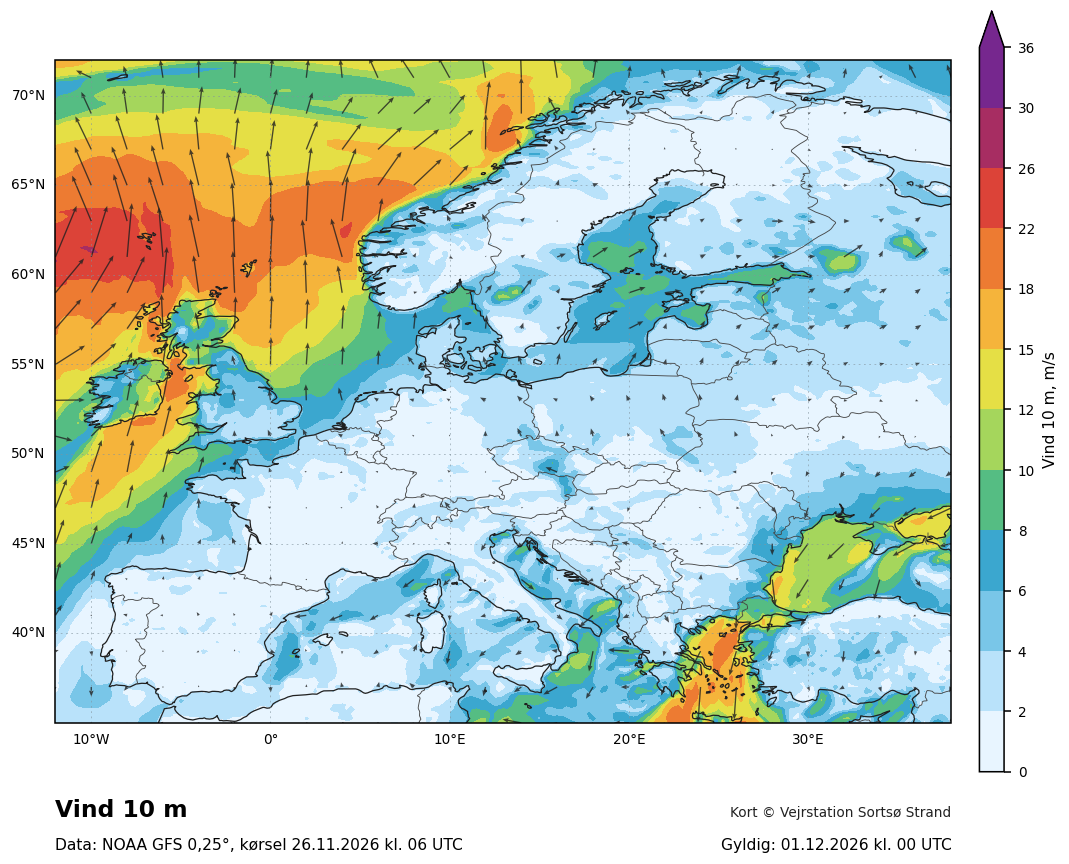 36
30
26
22
18
15
12
10
8
6
4
2
0
Vind 10 m, m/s
70°N
65°N
60°N
55°N
50°N
45°N
40°N
10°W 0° 10°E 20°E 30°E
Vind 10 m
Kort © Vejrstation Sortsø Strand
Data: NOAA GFS 0,25°, kørsel 26.11.2026 kl. 06 UTC
Gyldig: 01.12.2026 kl. 00 UTC